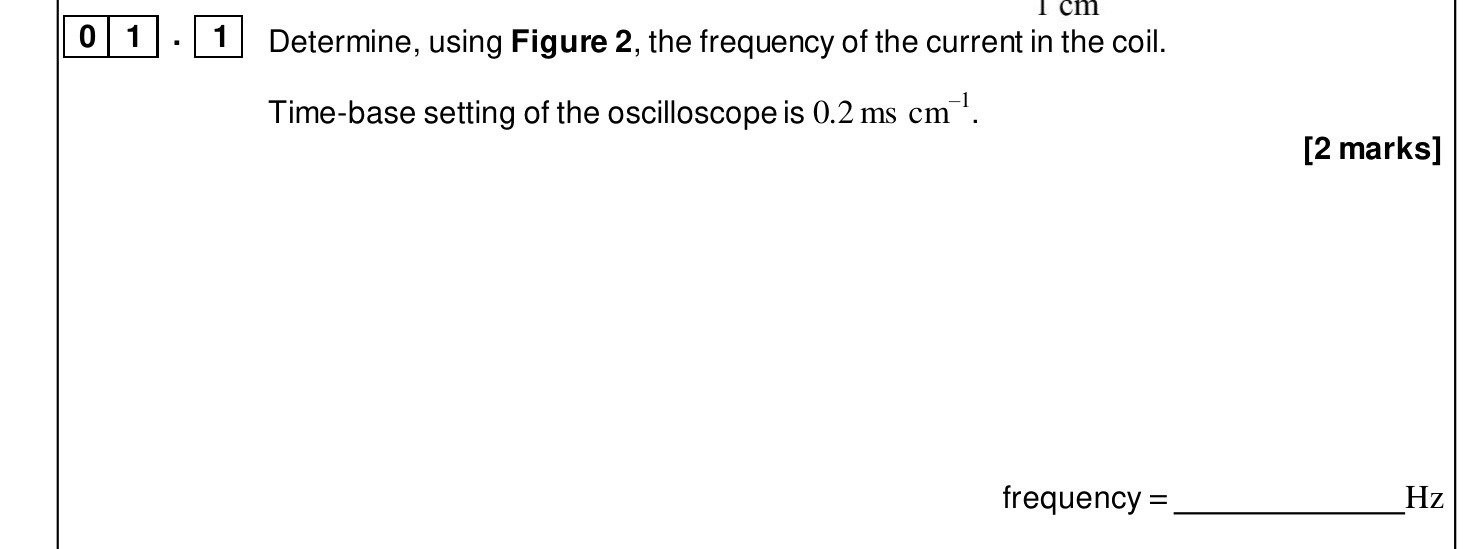 1 cm
0 1 . 1 Determine, using Figure 2, the frequency of the current in the coil.
Time-base setting of the oscilloscope is 0.2 ms cm⁻¹.
[2 marks]
frequency = ____________ Hz